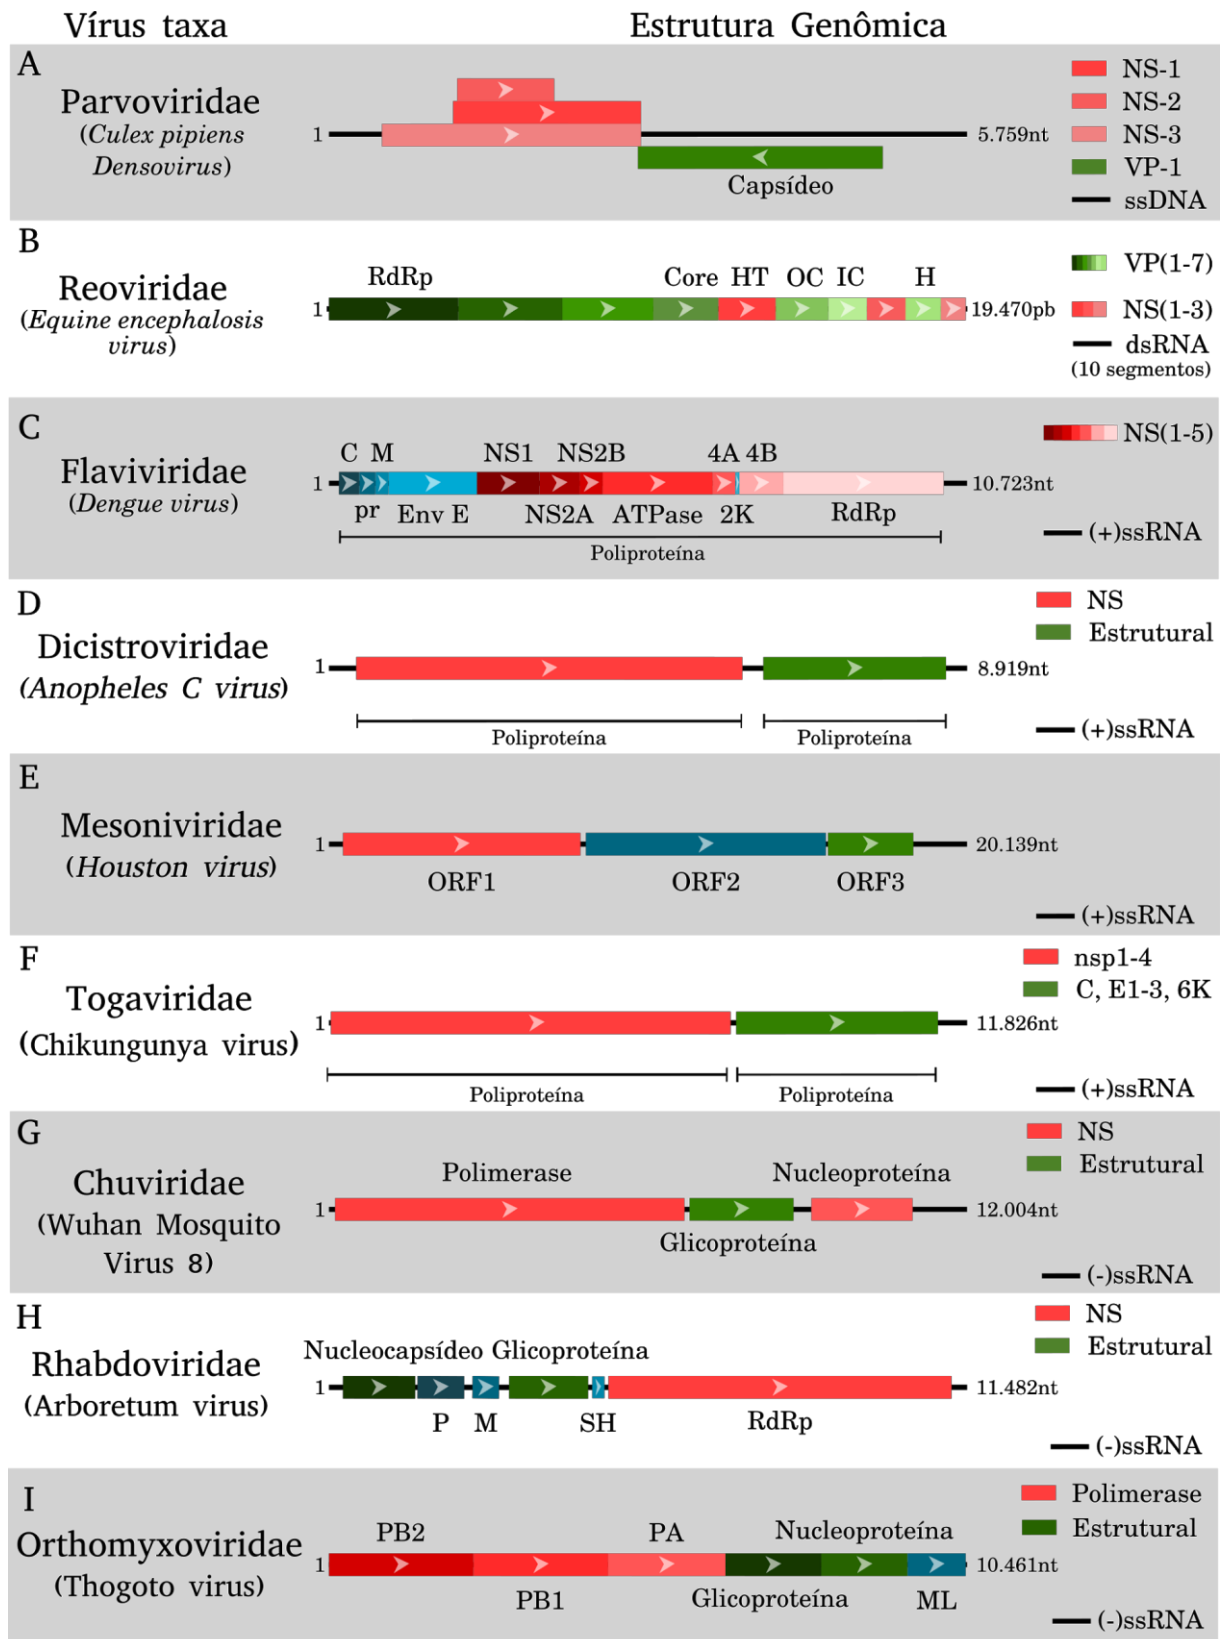 Vírus taxa
Estrutura Genômica
A
Parvoviridae
(Culex pipiens
Densovirus)
1
5.759nt
Capsídeo
NS-1
NS-2
NS-3
VP-1
ssDNA
B
Reoviridae
(Equine encephalosis
virus)
RdRp Core HT OC IC H
1
19.470pb
VP(1-7)
NS(1-3)
dsRNA
(10 segmentos)
C
Flaviviridae
(Dengue virus)
C M NS1 NS2B 4A 4B
1
10.723nt
pr Env E NS2A ATPase 2K RdRp
Poliproteína
NS(1-5)
(+)ssRNA
D
Dicistroviridae
(Anopheles C virus)
1
8.919nt
Poliproteína Poliproteína
NS
Estrutural
(+)ssRNA
E
Mesoniviridae
(Houston virus)
1
20.139nt
ORF1 ORF2 ORF3
(+)ssRNA
F
Togaviridae
(Chikungunya virus)
1
11.826nt
Poliproteína Poliproteína
nsp1-4
C, E1-3, 6K
(+)ssRNA
G
Chuviridae
(Wuhan Mosquito
Virus 8)
Polimerase Nucleoproteína
1
12.004nt
Glicoproteína
NS
Estrutural
(-)ssRNA
H
Rhabdoviridae
(Arboretum virus)
Nucleocapsídeo Glicoproteína
1
11.482nt
P M SH RdRp
NS
Estrutural
(-)ssRNA
I
Orthomyxoviridae
(Thogoto virus)
PB2 PA Nucleoproteína
1
10.461nt
PB1 Glicoproteína ML
Polimerase
Estrutural
(-)ssRNA